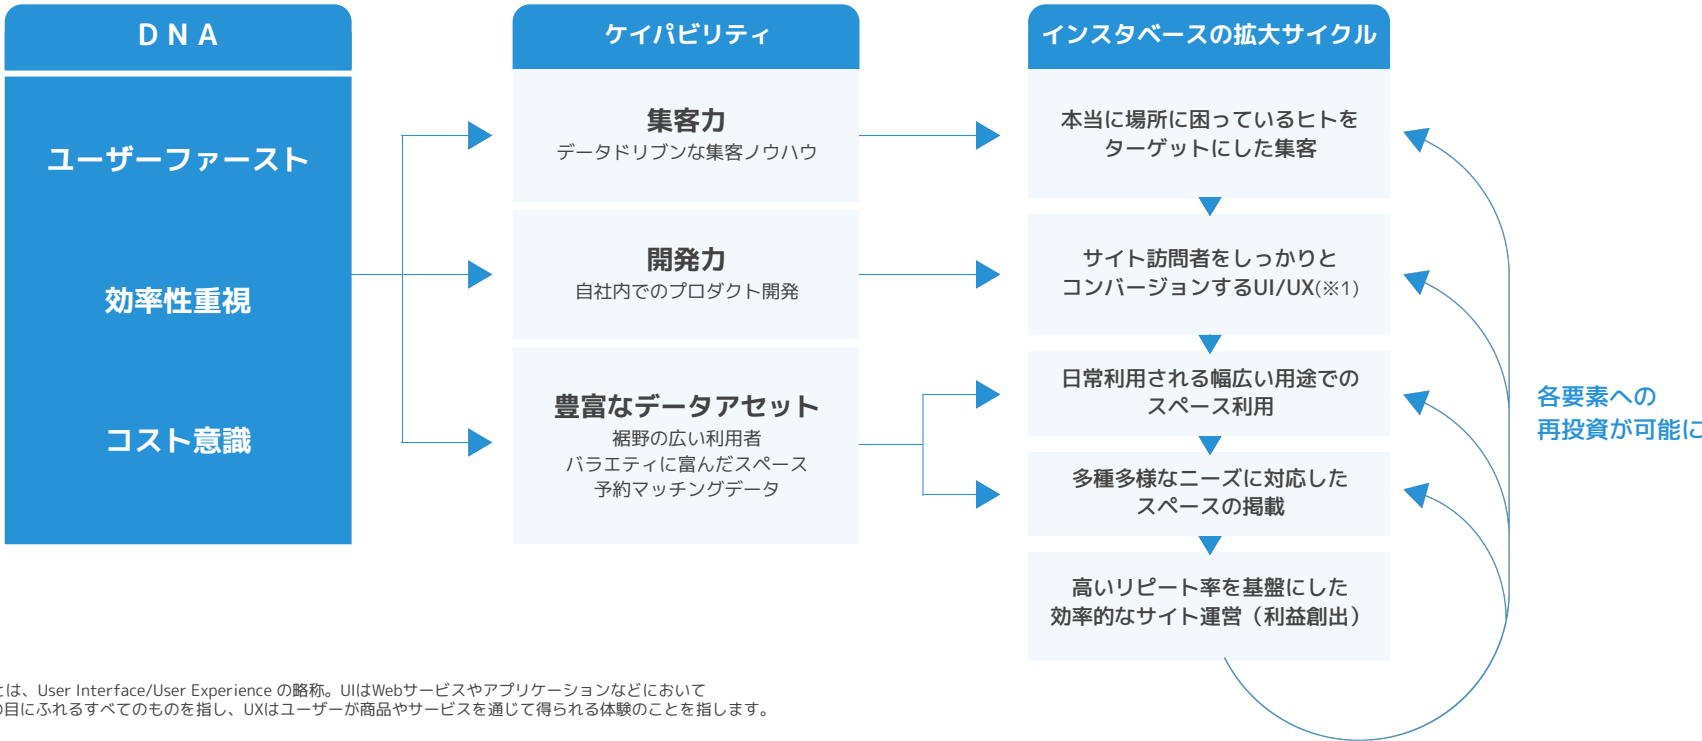 DNA
ユーザーファースト
効率性重視
コスト意識
ケイパビリティ
集客力
データドリブンな集客ノウハウ
開発力
自社内でのプロダクト開発
豊富なデータアセット
裾野の広い利用者
バラエティに富んだスペース
予約マッチングデータ
インスタベースの拡大サイクル
本当に場所に困っているヒトを
ターゲットにした集客
サイト訪問者をしっかりと
コンバージョンするUI/UX(※1)
日常利用される幅広い用途での
スペース利用
多種多様なニーズに対応した
スペースの掲載
高いリピート率を基盤にした
効率的なサイト運営（利益創出）
各要素への
再投資が可能に
とは、User Interface/User Experience の略称。UIはWebサービスやアプリケーションなどにおいて
の目にふれるすべてのものを指し、UXはユーザーが商品やサービスを通じて得られる体験のことを指します。